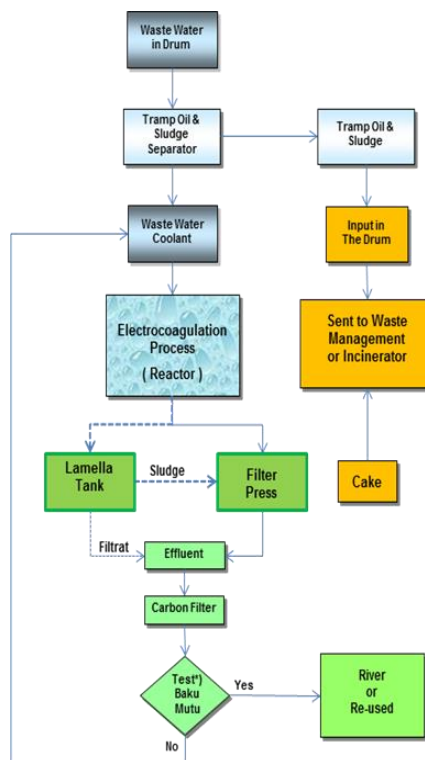 Waste Water
in Drum
Tramp Oil &
Sludge
Separator
Tramp Oil &
Sludge
Waste Water
Coolant
Input in
The Drum
Electrocoagulation
Process
( Reactor )
Sent to Waste
Management
or Incinerator
Lamella
Tank
Sludge
Filter
Press
Cake
Filtrat
Effluent
Carbon Filter
Test*)
Baku
Mutu
Yes
River
or
Re-used
No